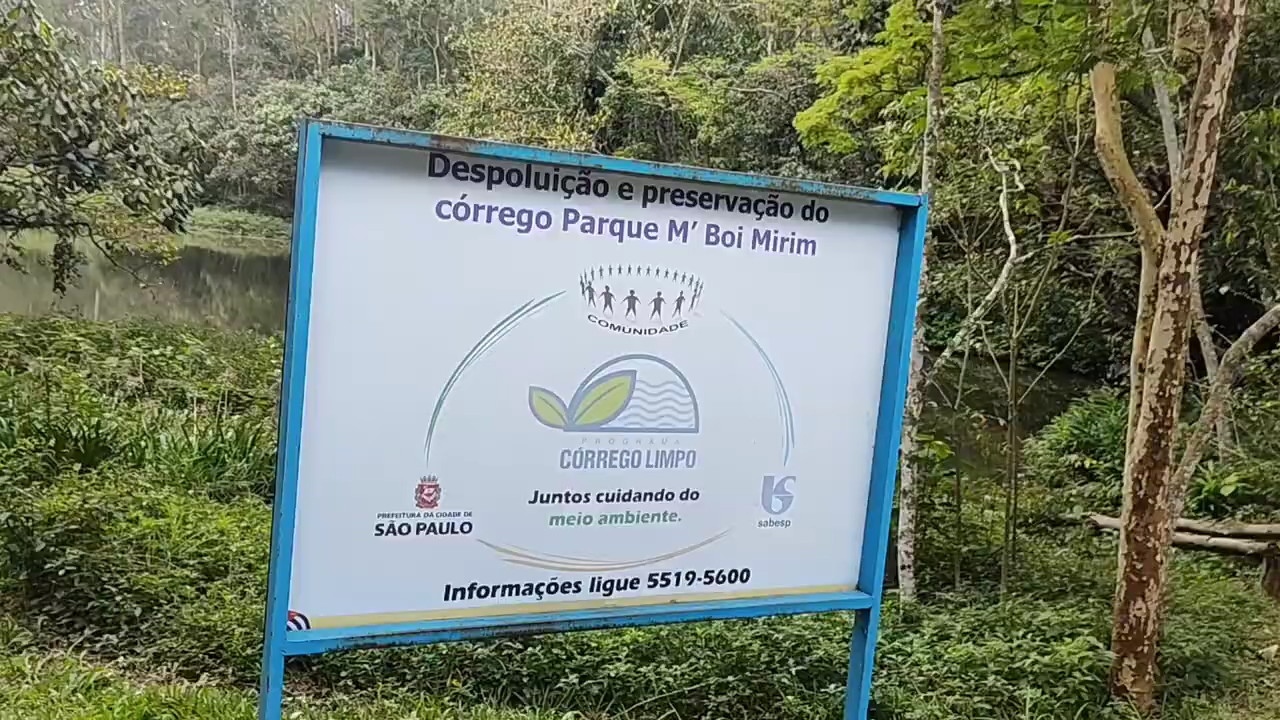 Despoluição e preservação do
córrego Parque M' Boi Mirim
COMUNIDADE
PROGRAMA
CÓRREGO LIMPO
Juntos cuidando do
meio ambiente.
PREFEITURA DA CIDADE DE
SÃO PAULO
sabesp
Informações ligue 5519-5600